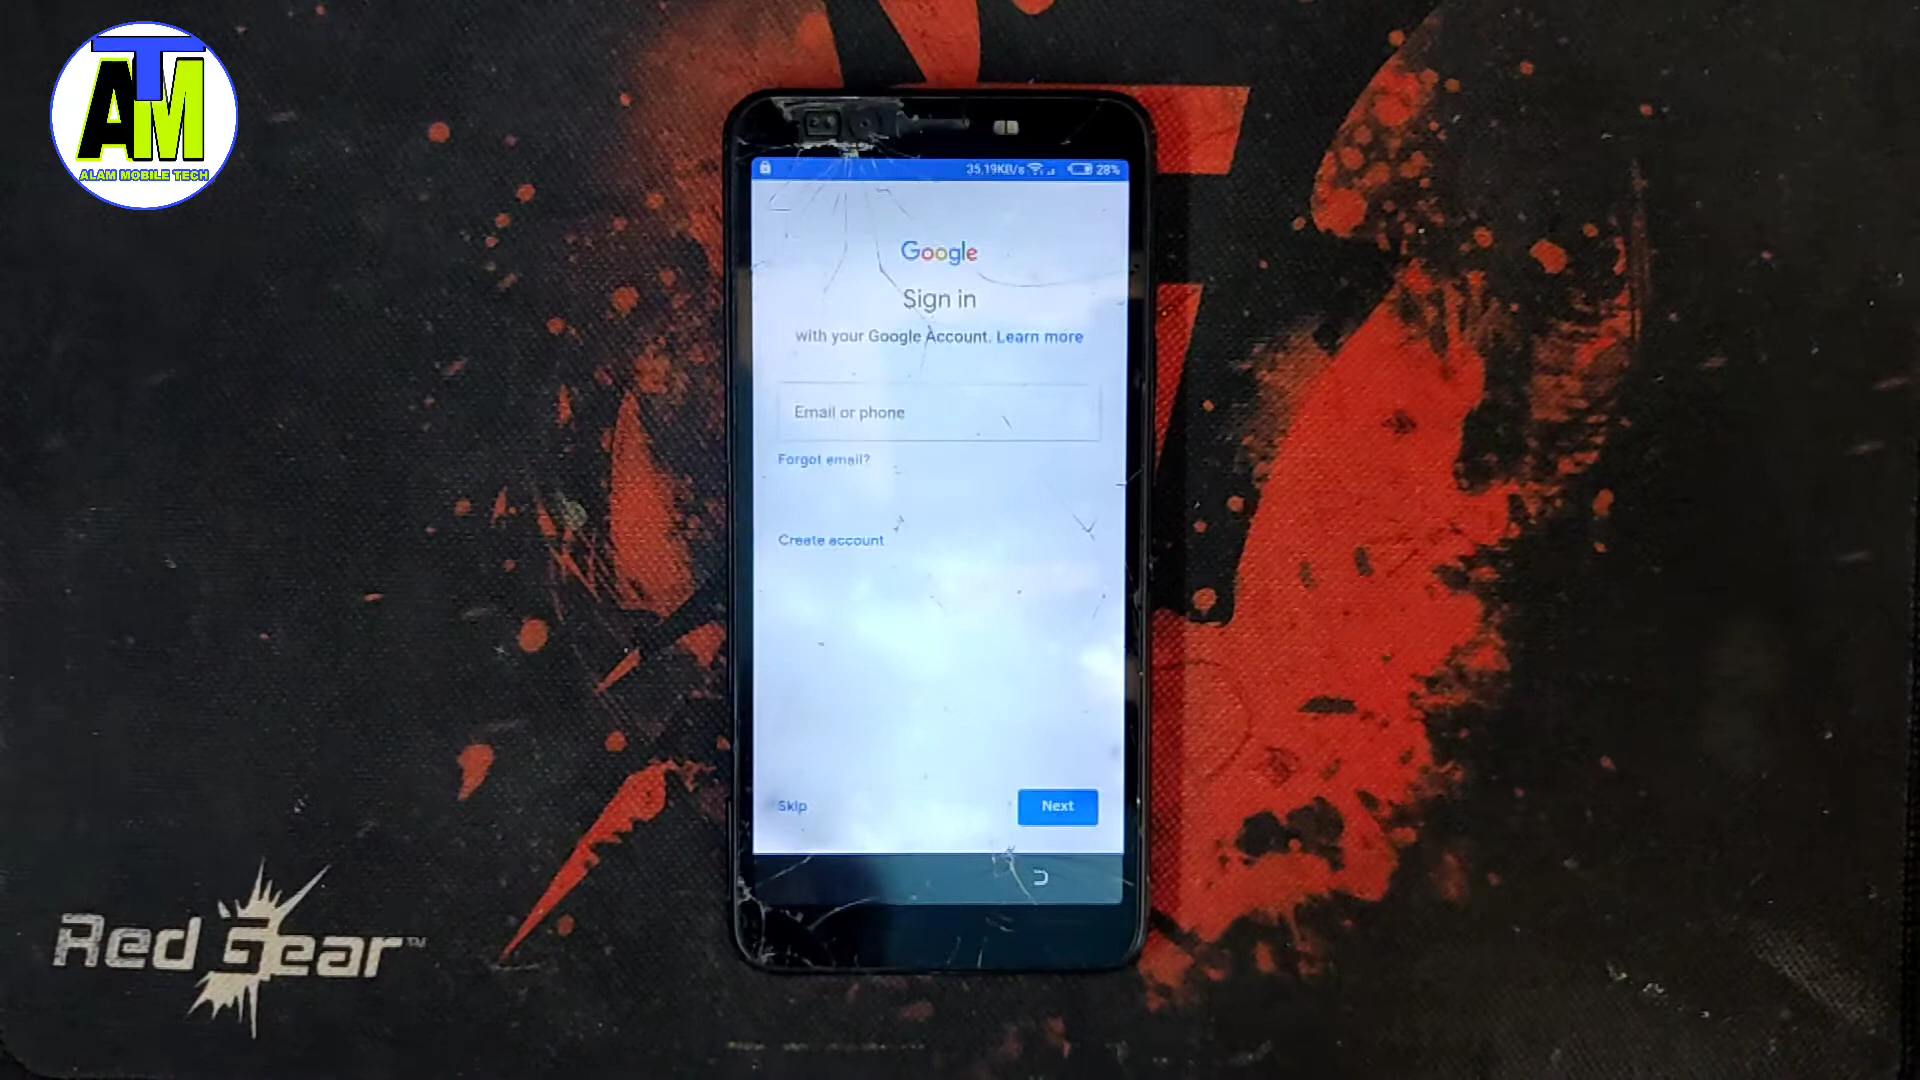 ATM
ALAM MOBILE TECH
35.19KB/s 28%
Google
Sign in
with your Google Account. Learn more
Email or phone
Forgot email?
Create account
Skip
Next
Red Gear™